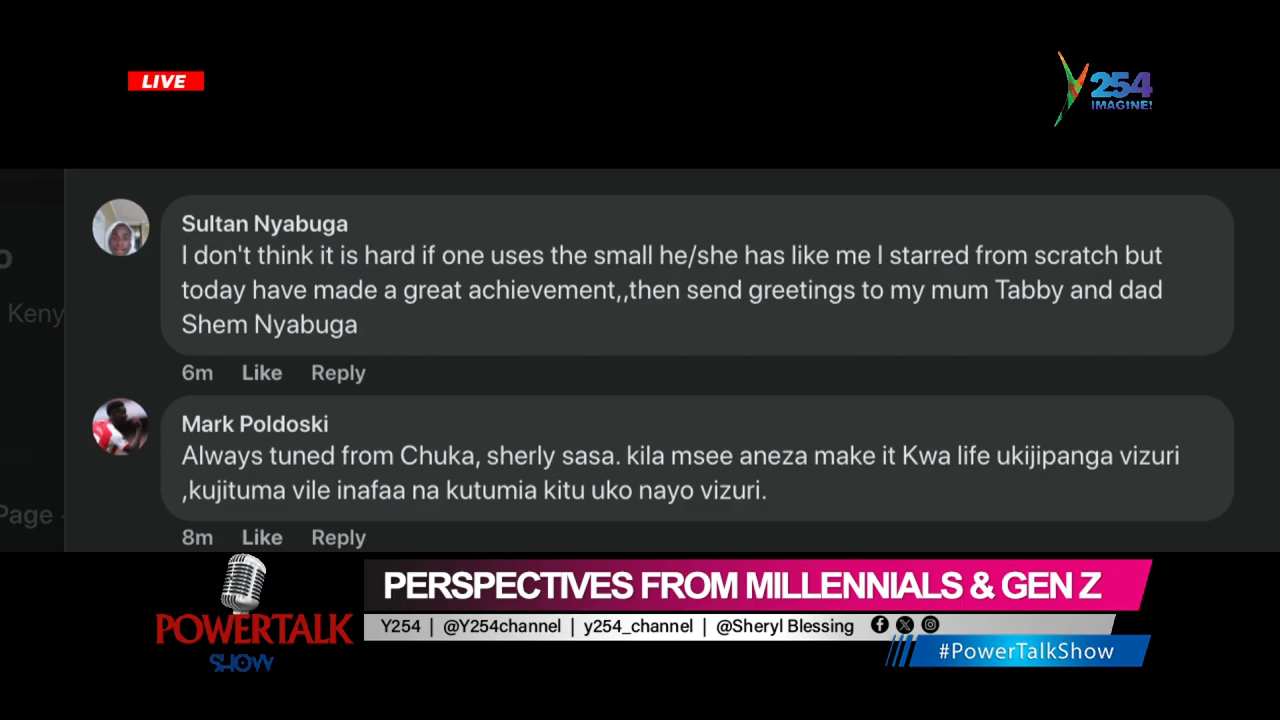 LIVE
254
IMAGINE!
o
Keny
Page
Sultan Nyabuga
I don't think it is hard if one uses the small he/she has like me I starred from scratch but
today have made a great achievement,,then send greetings to my mum Tabby and dad
Shem Nyabuga
6m Like Reply
Mark Poldoski
Always tuned from Chuka, sherly sasa. kila msee aneza make it Kwa life ukijipanga vizuri
,kujituma vile inafaa na kutumia kitu uko nayo vizuri.
8m Like Reply
POWERTALK
SHOW
PERSPECTIVES FROM MILLENNIALS & GEN Z
Y254 | @Y254channel | y254_channel | @Sheryl Blessing
#PowerTalkShow